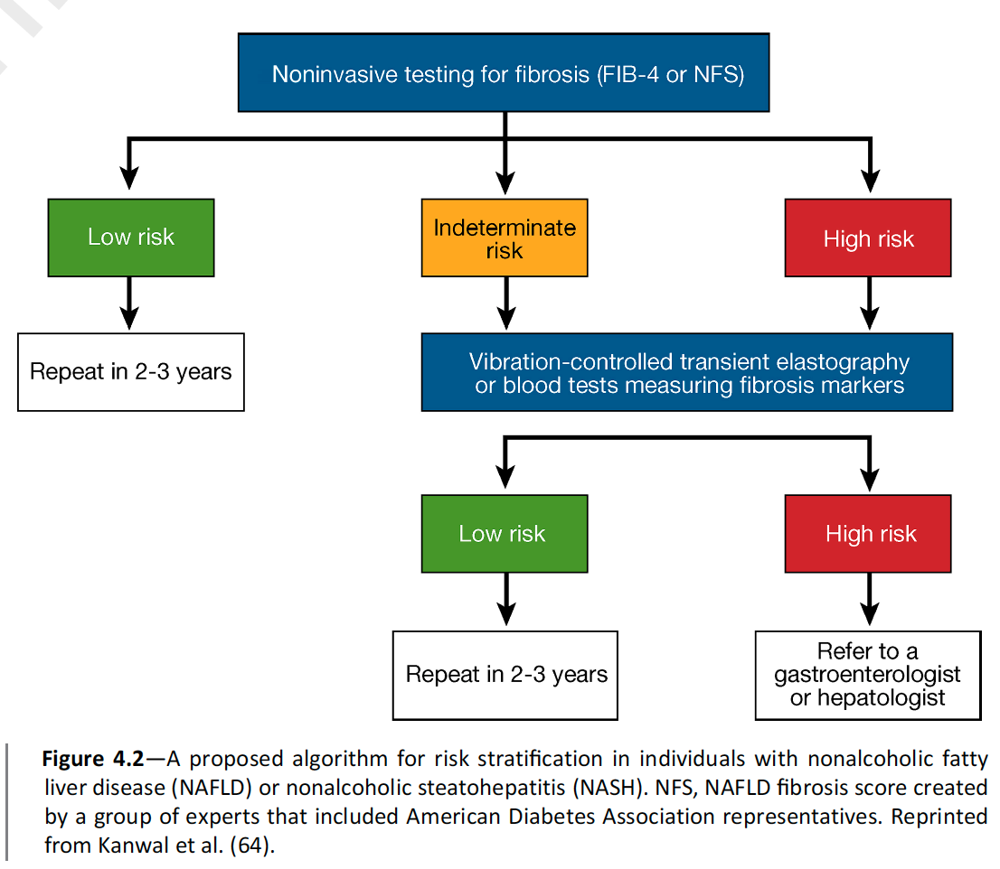 Noninvasive testing for fibrosis (FIB-4 or NFS)
Low risk
Indeterminate
risk
High risk
Repeat in 2-3 years
Vibration-controlled transient elastography
or blood tests measuring fibrosis markers
Low risk
High risk
Repeat in 2-3 years
Refer to a
gastroenterologist
or hepatologist
Figure 4.2—A proposed algorithm for risk stratification in individuals with nonalcoholic fatty
liver disease (NAFLD) or nonalcoholic steatohepatitis (NASH). NFS, NAFLD fibrosis score created
by a group of experts that included American Diabetes Association representatives. Reprinted
from Kanwal et al. (64).